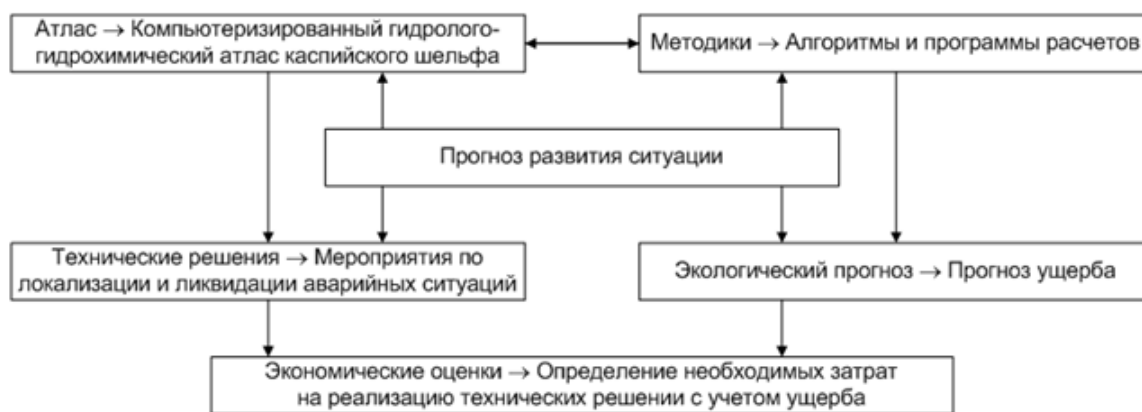 Атлас → Компьютеризированный гидролого-
гидрохимический атлас каспийского шельфа
Методики → Алгоритмы и программы расчетов
Прогноз развития ситуации
Технические решения → Мероприятия по
локализации и ликвидации аварийных ситуаций
Экологический прогноз → Прогноз ущерба
Экономические оценки → Определение необходимых затрат
на реализацию технических решении с учетом ущерба